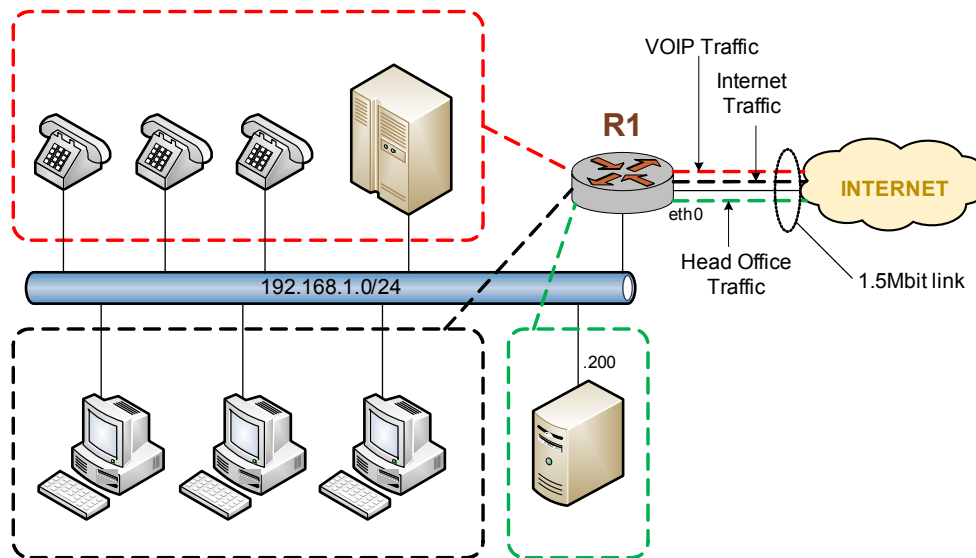 VOIP Traffic
Internet
Traffic
R1
INTERNET
eth0
Head Office
Traffic
1.5Mbit link
192.168.1.0/24
.200